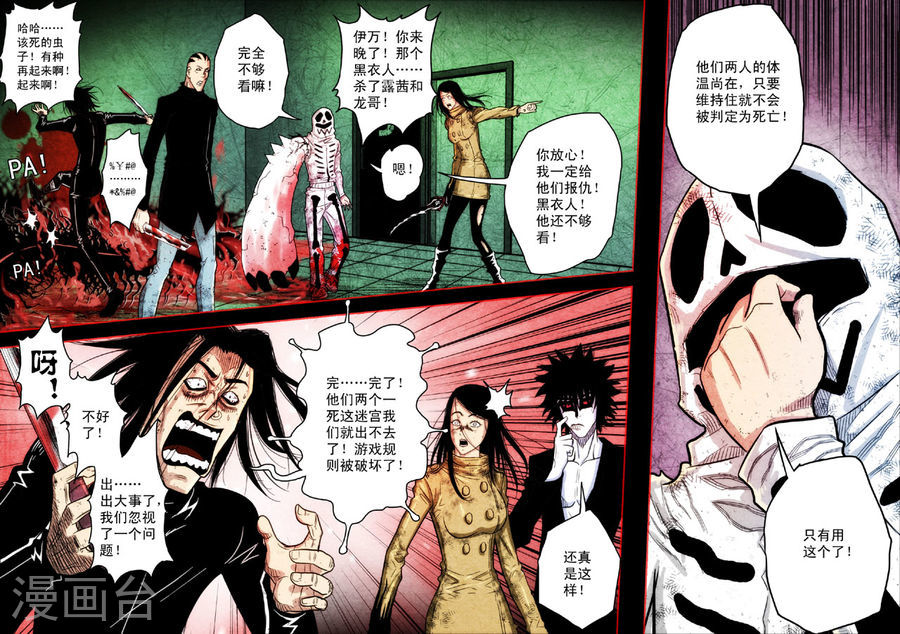 哈哈……
该死的虫
子！有种
再起来啊！
起来啊！
完全
不够
看嘛！
伊万！你来
晚了！那个
黑衣人……
杀了露茜和
龙哥！
嗯！
你放心！
我一定给
他们报仇！
黑衣人！
他还不够
看！
PA！
%丫#@
………
*&%#@
PA！
呀！
不好
了！
出……
出大事了，
我们忽视
了一个问
题！
完……完了！
他们两个一
死这迷宫我
们就出不去
了！游戏规
则被破坏了！
还真
是这
样！
他们两人的体
温尚在，只要
维持住就不会
被判定为死亡！
只有用
这个了！
漫画台